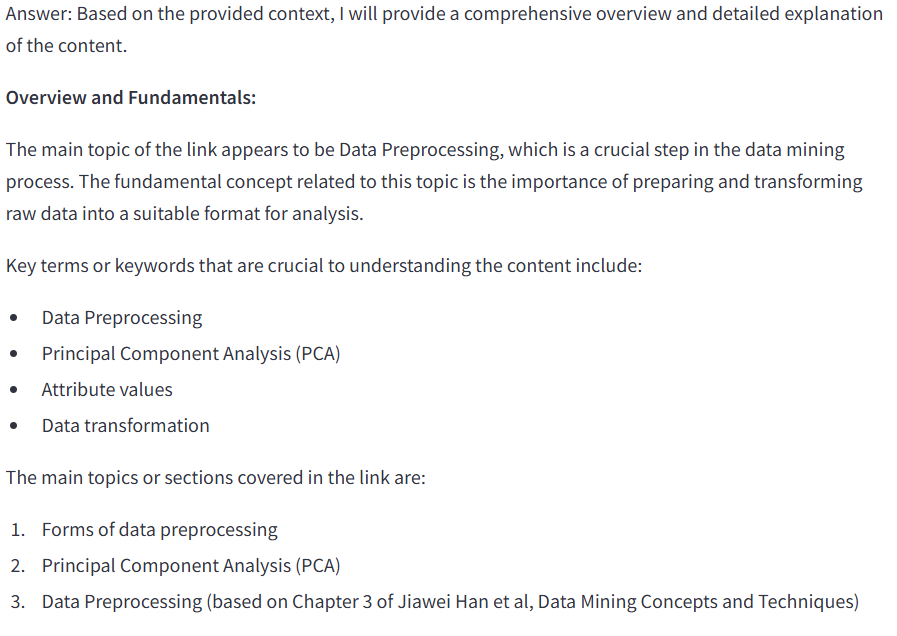 Answer: Based on the provided context, I will provide a comprehensive overview and detailed explanation
of the content.
Overview and Fundamentals:
The main topic of the link appears to be Data Preprocessing, which is a crucial step in the data mining
process. The fundamental concept related to this topic is the importance of preparing and transforming
raw data into a suitable format for analysis.
Key terms or keywords that are crucial to understanding the content include:
• Data Preprocessing
• Principal Component Analysis (PCA)
• Attribute values
• Data transformation
The main topics or sections covered in the link are:
1. Forms of data preprocessing
2. Principal Component Analysis (PCA)
3. Data Preprocessing (based on Chapter 3 of Jiawei Han et al, Data Mining Concepts and Techniques)